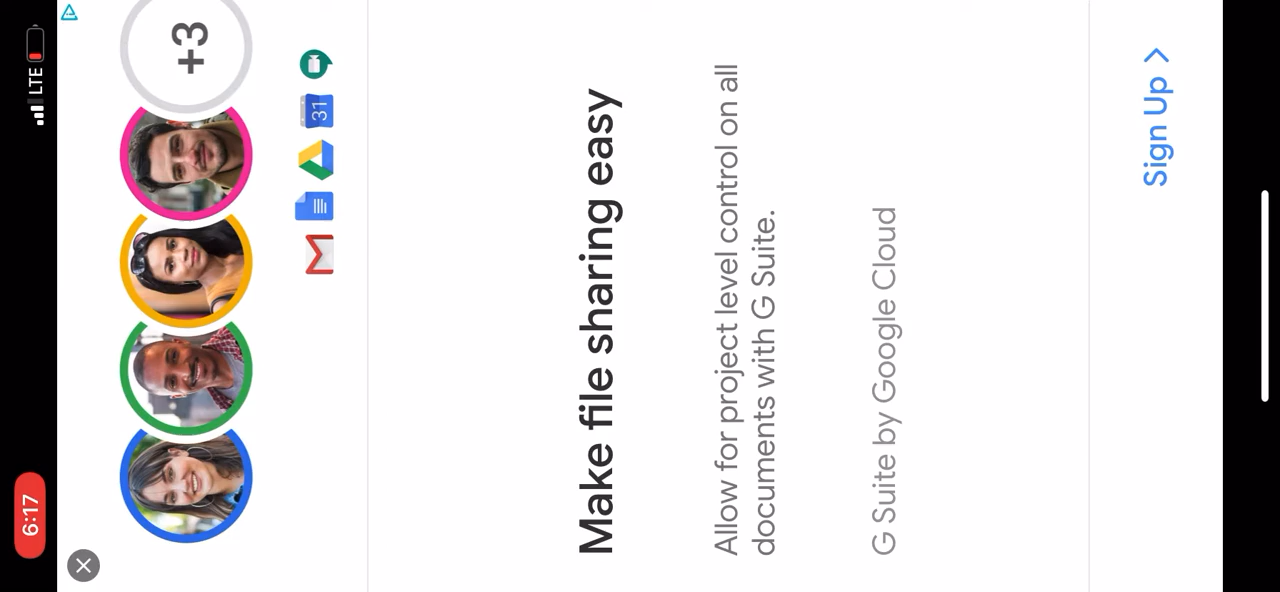 6:17
LTE
+3
31
Make file sharing easy
Allow for project level control on all
documents with G Suite.
G Suite by Google Cloud
Sign Up